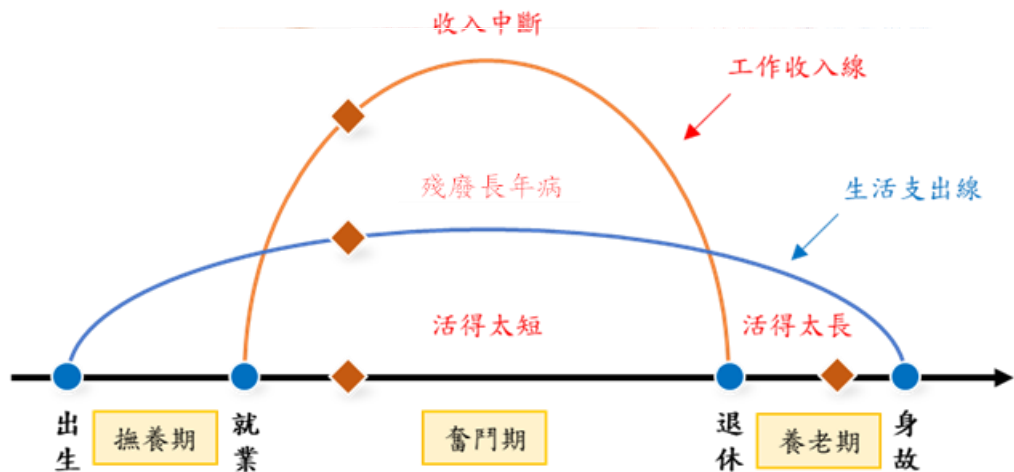 收入中斷
工作收入線
殘廢長年病
生活支出線
活得太短
活得太長
出生
撫養期
就業
奮鬥期
退休
養老期
身故